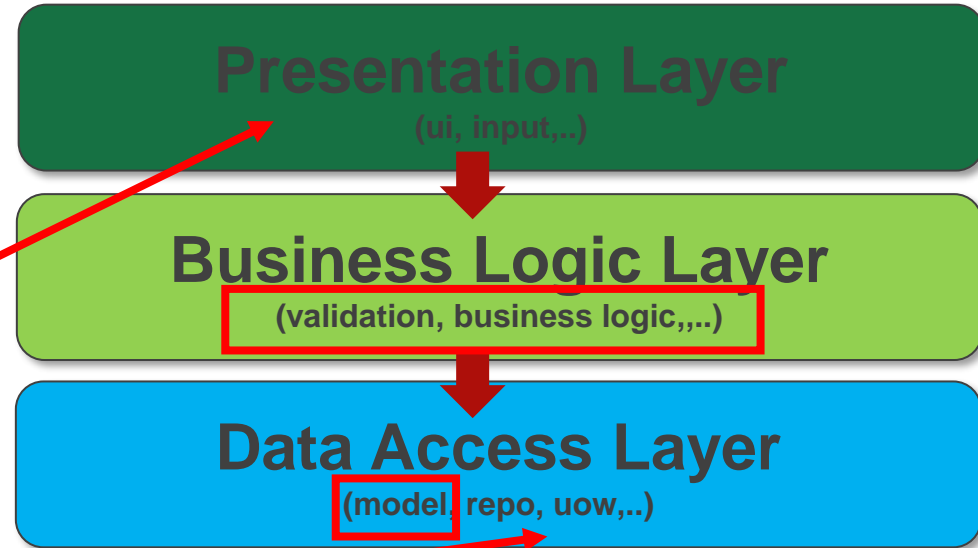 Presentation Layer
(ui, input,..)
Business Logic Layer
(validation, business logic,,..)
Data Access Layer
(model, repo, uow,..)